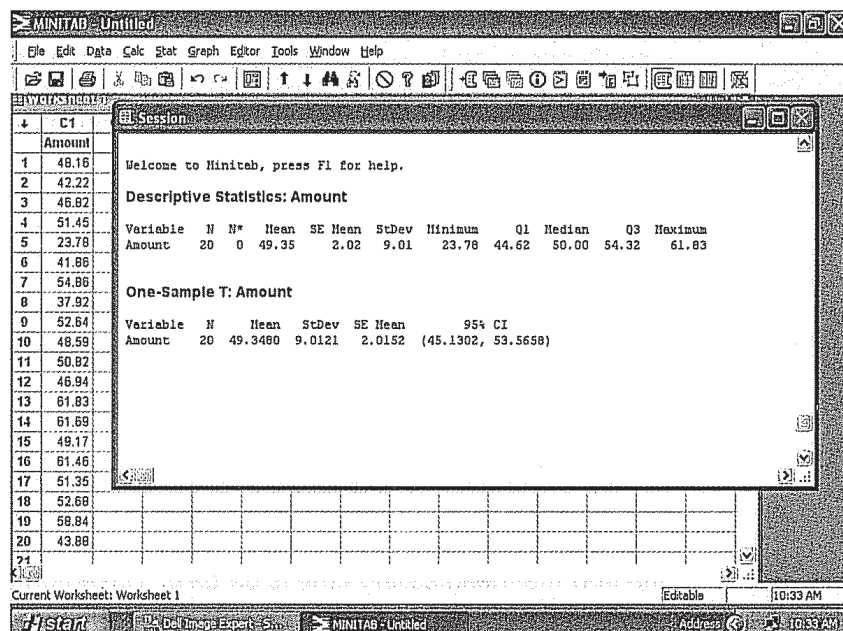 MINITAB - Untitled
File Edit Data Calc Stat Graph Editor Tools Window Help
Worksheet 1
Session
↓ C1
Amount
1 48.16
2 42.22
3 46.82
4 51.45
5 23.78
6 41.86
7 54.86
8 37.92
9 52.64
10 48.59
11 50.82
12 46.94
13 61.83
14 61.69
15 49.17
16 61.46
17 51.35
18 52.68
19 58.84
20 43.88
21
Welcome to Minitab, press F1 for help.
Descriptive Statistics: Amount
Variable N N* Mean SE Mean StDev Minimum Q1 Median Q3 Maximum
Amount 20 0 49.35 2.02 9.01 23.78 44.62 50.00 54.32 61.83
One-Sample T: Amount
Variable N Mean StDev SE Mean 95% CI
Amount 20 49.3480 9.0121 2.0152 (45.1302, 53.5658)
Current Worksheet: Worksheet 1 Editable 10:33 AM
start Dell Image Expert - S... MINITAB - Untitled Address 10:33 AM